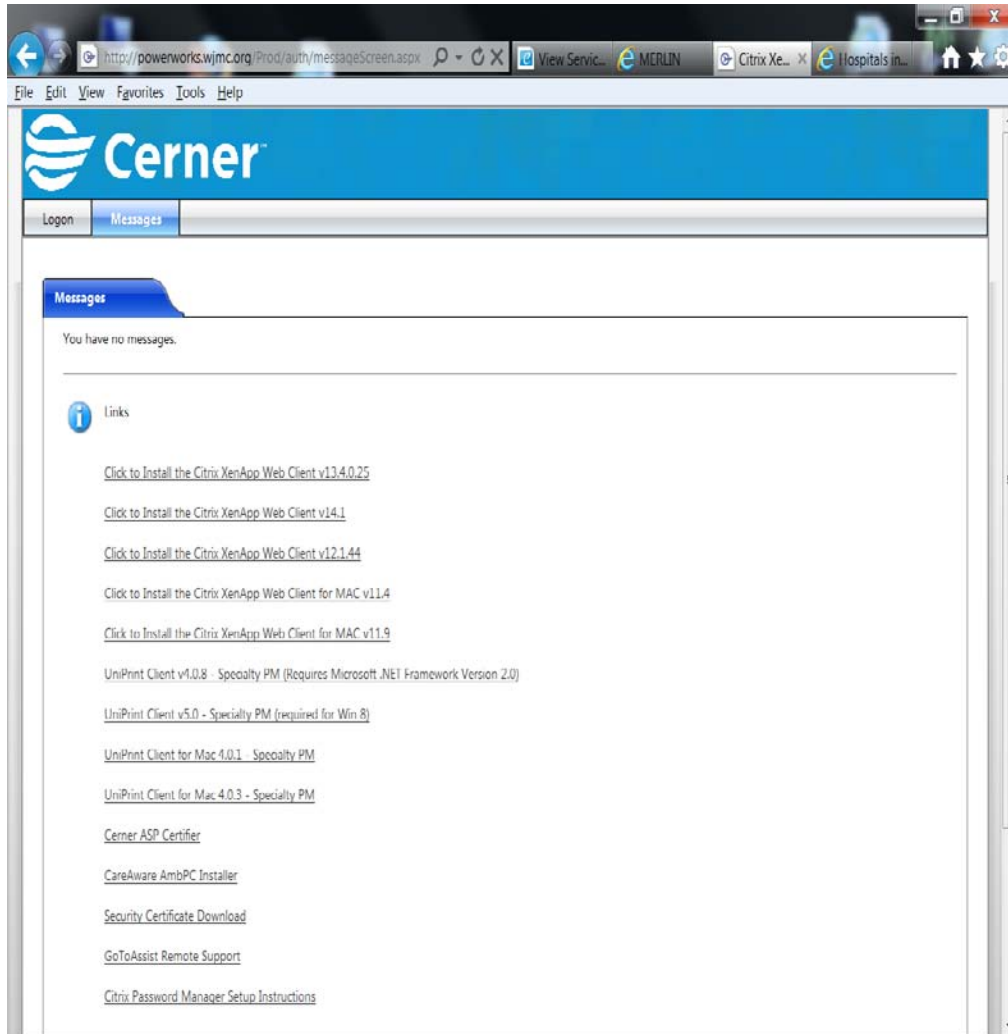 http://powerworks.wjmc.org/Prod/auth/messageScreen.aspx
View Servic...
MERLIN
Citrix Xe...
Hospitals in...
File Edit View Favorites Tools Help
Cerner™
Logon Messages
Messages
You have no messages.
Links
Click to Install the Citrix XenApp Web Client v13.4.0.25
Click to Install the Citrix XenApp Web Client v14.1
Click to Install the Citrix XenApp Web Client v12.1.44
Click to Install the Citrix XenApp Web Client for MAC v11.4
Click to Install the Citrix XenApp Web Client for MAC v11.9
UniPrint Client v4.0.8 - Specialty PM (Requires Microsoft .NET Framework Version 2.0)
UniPrint Client v5.0 - Specialty PM (required for Win 8)
UniPrint Client for Mac 4.0.1 - Specialty PM
UniPrint Client for Mac 4.0.3 - Specialty PM
Cerner ASP Certifier
CareAware AmbPC Installer
Security Certificate Download
GoToAssist Remote Support
Citrix Password Manager Setup Instructions